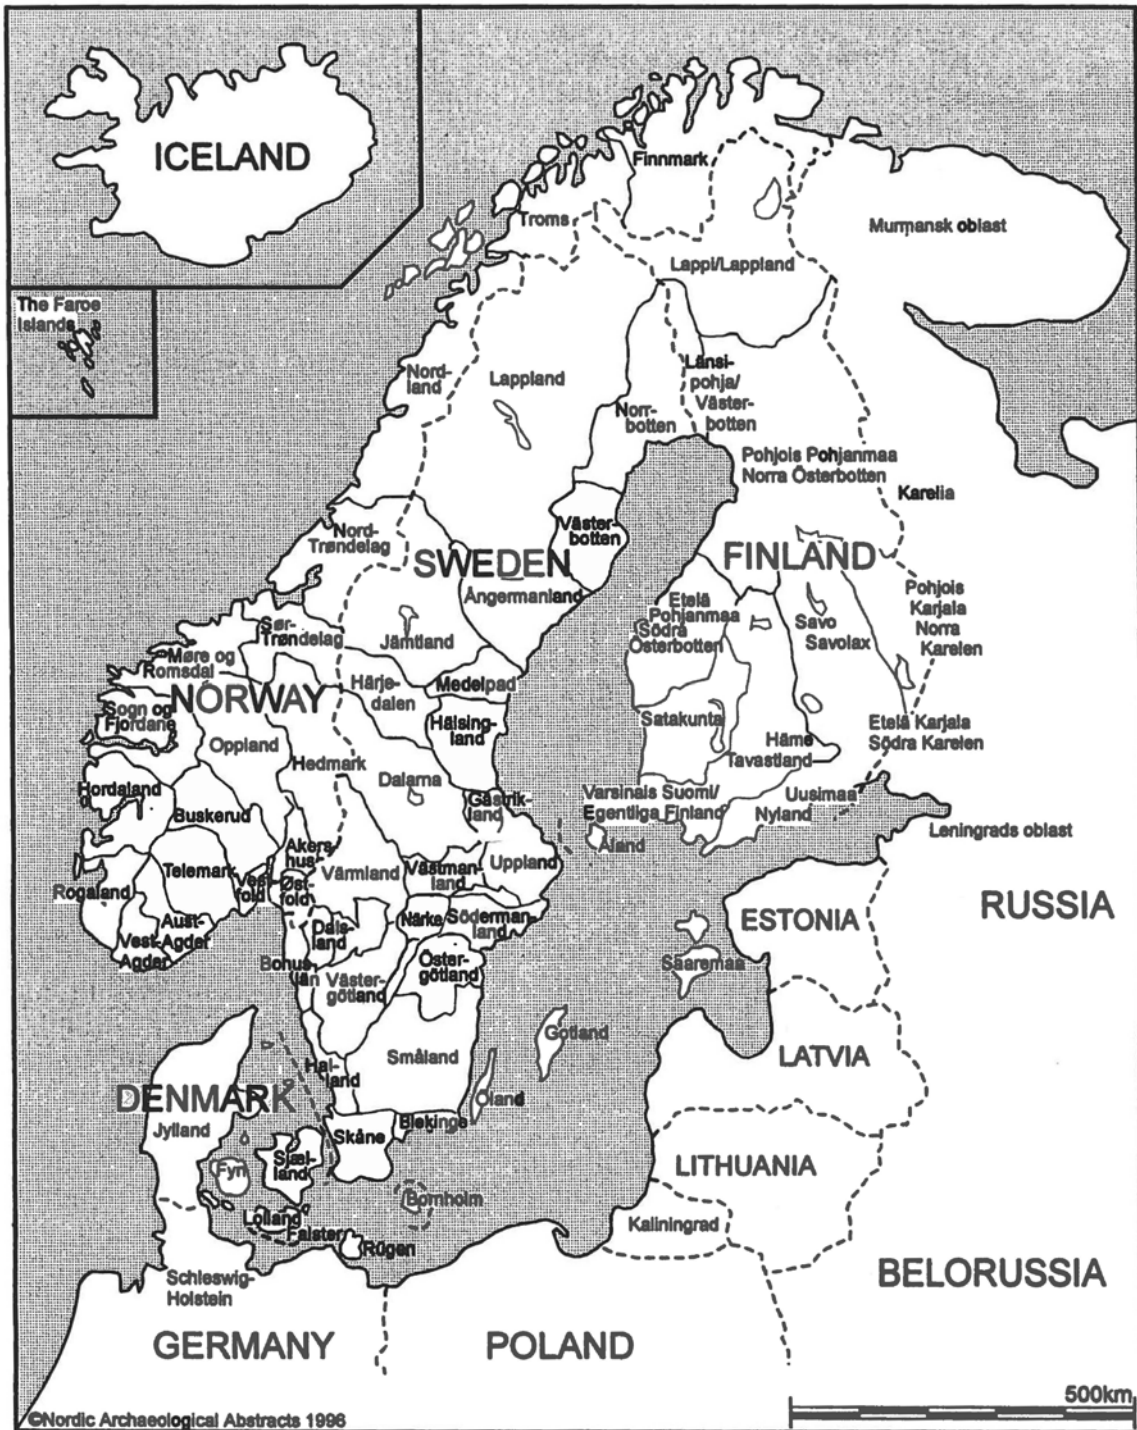 ICELAND
The Faroe
Islands
Finnmark
Troms
Murmansk oblast
Lappi/Lappland
Nord-
land
Lappland
Länsi-
pohja/
Väster-
botten
Norr-
botten
Pohjois Pohjanmaa
Norra Österbotten
Karelia
Väster-
botten
Nord-
Trøndelag
SWEDEN
FINLAND
Ångermanland
Etelä
Pohjanmaa
Södra
Österbotten
Savo
Savolax
Pohjois
Karjala
Norra
Karelen
Sør-
Trøndelag
Jämtland
Møre og
Romsdal
NORWAY
Härje-
dalen
Medelpad
Sogn og
Fjordane
Hälsing-
land
Satakunta
Häme
Tavastland
Etelä Karjala
Södra Karelen
Oppland
Hedmark
Dalarna
Hordaland
Buskerud
Gästrik-
land
Varsinais Suomi/
Egentliga Finland
Uusimaa
Nyland
Leningrads oblast
Åland
Akers-
hus
Värmland
Västman-
land
Uppland
Telemark
Vest-
fold
Øst-
fold
Rogaland
Aust-
Agder
Vest-
Agder
Dals-
land
Närke
Söderman-
land
ESTONIA
RUSSIA
Bohus-
län
Väster-
götland
Öster-
götland
Saaremaa
Gotland
Småland
LATVIA
Hal-
land
Öland
DENMARK
Jylland
Blekinge
Skåne
Sjæl-
land
Fyn
LITHUANIA
Bornholm
Lolland
Falster
Rügen
Kaliningrad
Schleswig-
Holstein
BELORUSSIA
GERMANY
POLAND
500km
©Nordic Archaeological Abstracts 1996